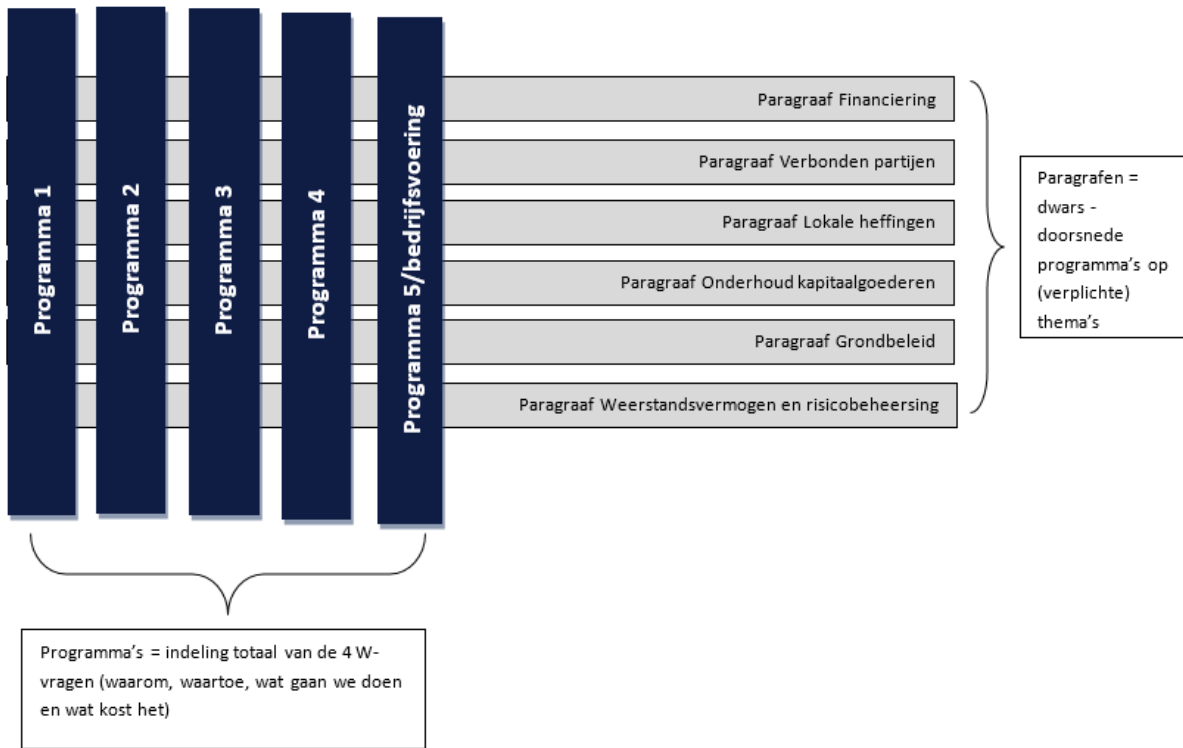 Programma 1
Programma 2
Programma 3
Programma 4
Programma 5/bedrijfsvoering
Paragraaf Financiering
Paragraaf Verbonden partijen
Paragraaf Lokale heffingen
Paragraaf Onderhoud kapitaalgoederen
Paragraaf Grondbeleid
Paragraaf Weerstandsvermogen en risicobeheersing
Paragrafen =
dwars -
doorsnede
programma's op
(verplichte)
thema's
Programma's = indeling totaal van de 4 W-
vragen (waarom, waartoe, wat gaan we doen
en wat kost het)